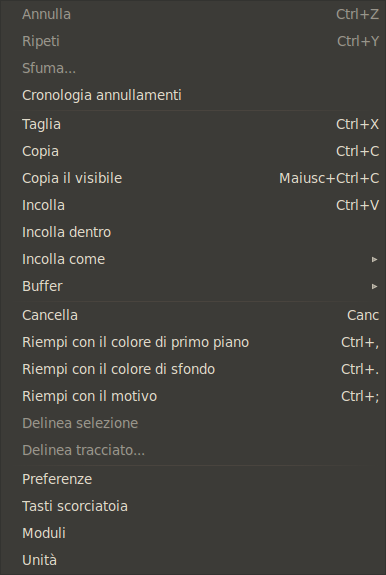 Annulla Ctrl+Z
Ripeti Ctrl+Y
Sfuma...
Cronologia annullamenti
Taglia Ctrl+X
Copia Ctrl+C
Copia il visibile Maiusc+Ctrl+C
Incolla Ctrl+V
Incolla dentro
Incolla come
Buffer
Cancella Canc
Riempi con il colore di primo piano Ctrl+,
Riempi con il colore di sfondo Ctrl+.
Riempi con il motivo Ctrl+;
Delinea selezione
Delinea tracciato...
Preferenze
Tasti scorciatoia
Moduli
Unità